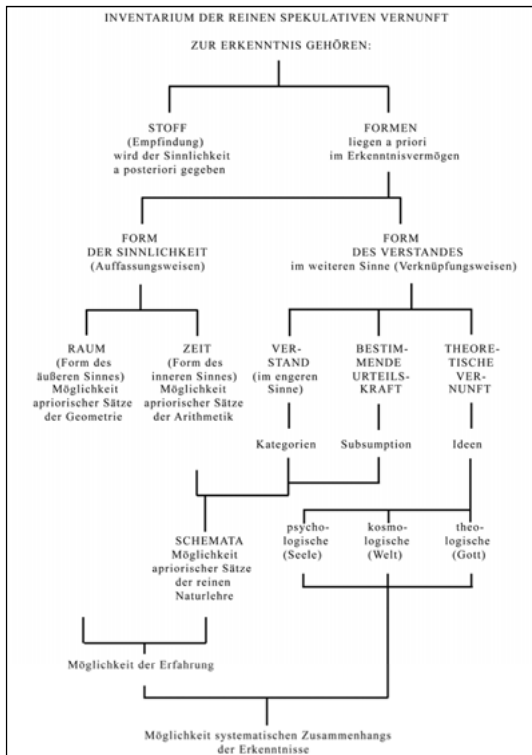 INVENTARIUM DER REINEN SPEKULATIVEN VERNUNFT
ZUR ERKENNTNIS GEHÖREN:
STOFF
(Empfindung)
wird der Sinnlichkeit
a posteriori gegeben
FORMEN
liegen a priori
im Erkenntnisvermögen
FORM
DER SINNLICHKEIT
(Auffassungsweisen)
FORM
DES VERSTANDES
im weiteren Sinne (Verknüpfungsweisen)
RAUM
(Form des
äußeren Sinnes)
Möglichkeit
apriorischer Sätze
der Geometrie
ZEIT
(Form des
inneren Sinnes)
Möglichkeit
apriorischer Sätze
der Arithmetik
VER-
STAND
(im engeren
Sinne)
BESTIM-
MENDE
URTEILS-
KRAFT
THEORE-
TISCHE
VER-
NUNFT
Kategorien
Subsumption
Ideen
SCHEMATA
Möglichkeit
apriorischer Sätze
der reinen
Naturlehre
psycho-
logische
(Seele)
kosmo-
logische
(Welt)
theo-
logische
(Gott)
Möglichkeit der Erfahrung
Möglichkeit systematischen Zusammenhangs
der Erkenntnisse